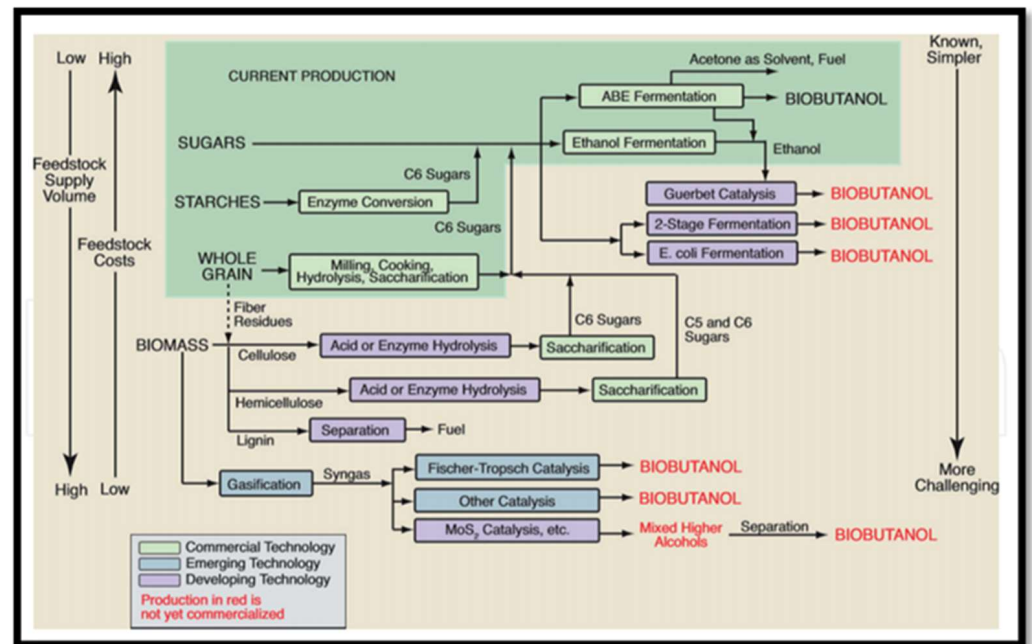 Low High
Known,
Simpler
CURRENT PRODUCTION
Acetone as Solvent, Fuel
ABE Fermentation
BIOBUTANOL
SUGARS
Ethanol Fermentation
Ethanol
Feedstock
Supply
Volume
C6 Sugars
Guerbet Catalysis
BIOBUTANOL
STARCHES
Enzyme Conversion
2-Stage Fermentation
BIOBUTANOL
C6 Sugars
Feedstock
Costs
E. coli Fermentation
BIOBUTANOL
WHOLE
GRAIN
Milling, Cooking,
Hydrolysis, Saccharification
Fiber
Residues
C6 Sugars
C5 and C6
Sugars
BIOMASS
Cellulose
Acid or Enzyme Hydrolysis
Saccharification
Hemicellulose
Acid or Enzyme Hydrolysis
Saccharification
Lignin
Separation
Fuel
High Low
Gasification
Syngas
Fischer-Tropsch Catalysis
BIOBUTANOL
More
Challenging
Other Catalysis
BIOBUTANOL
MoS₂ Catalysis, etc.
Mixed Higher
Alcohols
Separation
BIOBUTANOL
Commercial Technology
Emerging Technology
Developing Technology
Production in red is
not yet commercialized